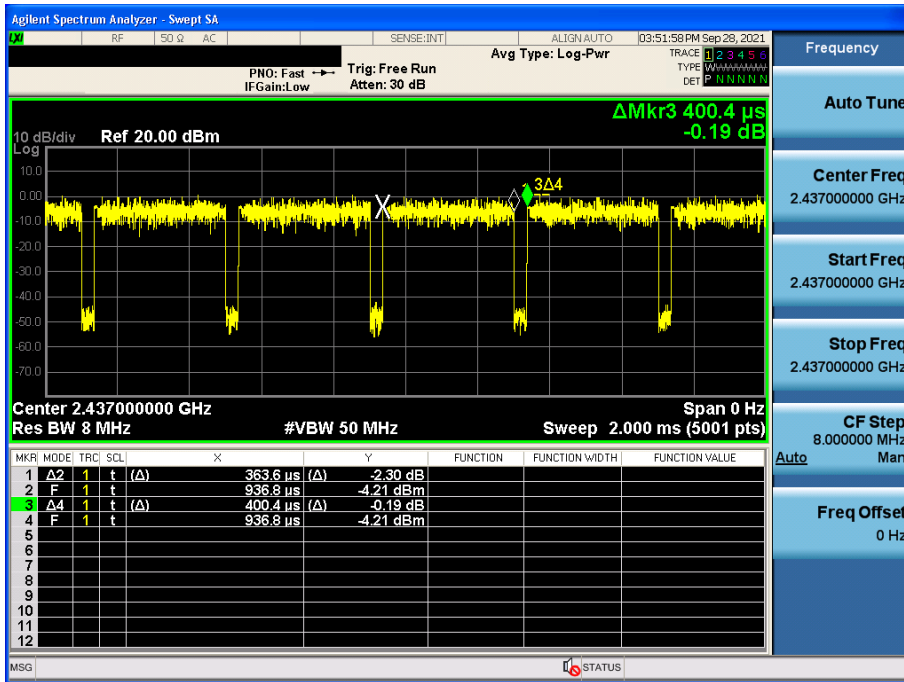 Agilent Spectrum Analyzer - Swept SA
LXI RF 50 Ω AC SENSE:INT ALIGN AUTO 03:51:58 PM Sep 28, 2021
Frequency
Avg Type: Log-Pwr
TRACE 1 2 3 4 5 6
PNO: Fast Trig: Free Run
TYPE W W W W W W
IFGain:Low Atten: 30 dB
DET P N N N N N
Auto Tune
ΔMkr3 400.4 µs
-0.19 dB
10 dB/div Ref 20.00 dBm
Log
10.0
0.00
-10.0
-20.0
-30.0
-40.0
-50.0
-60.0
-70.0
3Δ4
X
Center Freq
2.437000000 GHz
Start Freq
2.437000000 GHz
Stop Freq
2.437000000 GHz
Center 2.437000000 GHz Span 0 Hz
Res BW 8 MHz #VBW 50 MHz Sweep 2.000 ms (5001 pts)
CF Step
8.000000 MHz
Auto Man
MKR MODE TRC SCL X Y FUNCTION FUNCTION WIDTH FUNCTION VALUE
1 Δ2 1 t (Δ) 363.6 µs (Δ) -2.30 dB
2 F 1 t 936.8 µs -4.21 dBm
3 Δ4 1 t (Δ) 400.4 µs (Δ) -0.19 dB
4 F 1 t 936.8 µs -4.21 dBm
5
6
7
8
9
10
11
12
Freq Offset
0 Hz
MSG STATUS